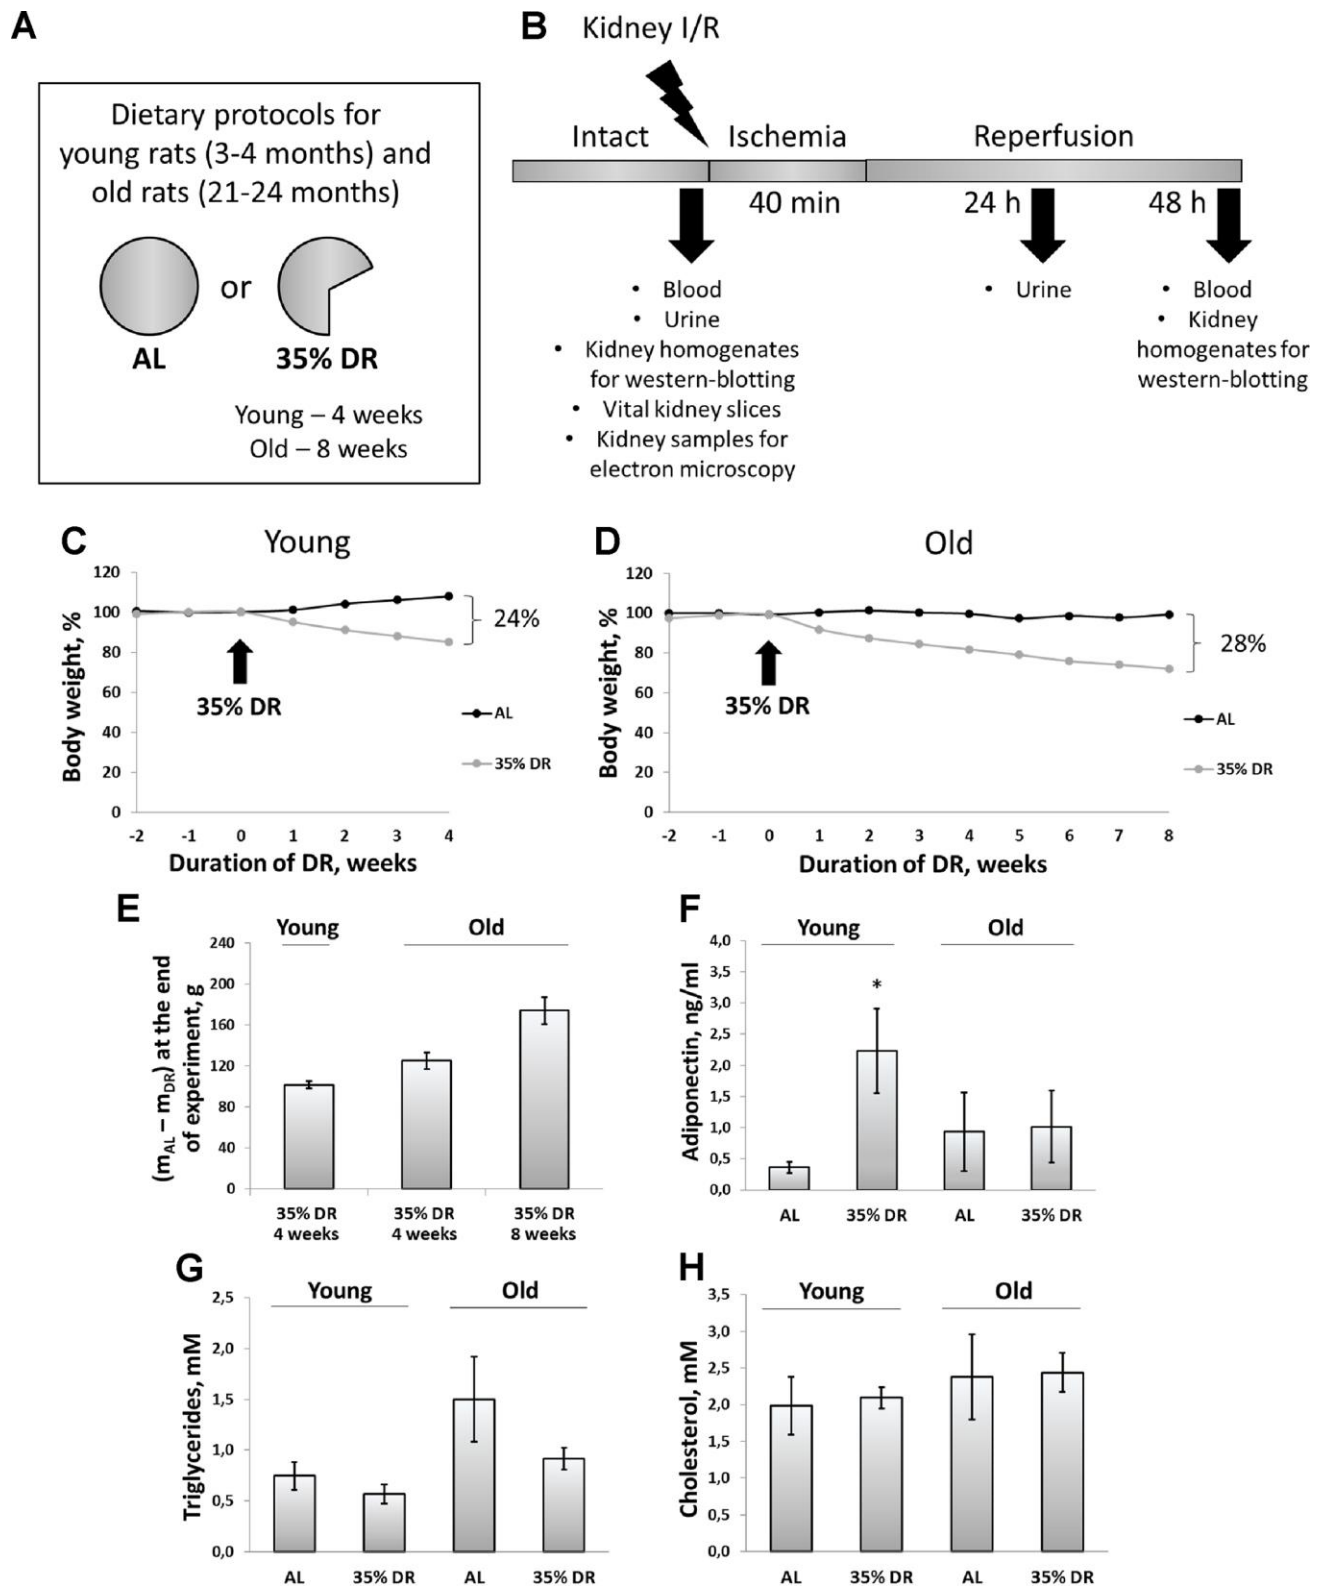 A
Dietary protocols for
young rats (3-4 months) and
old rats (21-24 months)
or
AL
35% DR
Young – 4 weeks
Old – 8 weeks
B
Kidney I/R
Intact
Ischemia
Reperfusion
40 min
24 h
48 h
• Blood
• Urine
• Kidney homogenates
for western-blotting
• Vital kidney slices
• Kidney samples for
electron microscopy
• Urine
• Blood
• Kidney
homogenates for
western-blotting
C
Young
Body weight, %
120
100
80
60
40
20
0
35% DR
24%
AL
35% DR
-2 -1 0 1 2 3 4
Duration of DR, weeks
D
Old
Body weight, %
120
100
80
60
40
20
0
35% DR
28%
AL
35% DR
-2 -1 0 1 2 3 4 5 6 7 8
Duration of DR, weeks
E
Young
Old
(mAL – mDR) at the end
of experiment, g
240
200
160
120
80
40
0
35% DR
4 weeks
35% DR
4 weeks
35% DR
8 weeks
F
Young
Old
Adiponectin, ng/ml
4,0
3,5
3,0
2,5
2,0
1,5
1,0
0,5
0,0
*
AL 35% DR AL 35% DR
G
Young
Old
Triglycerides, mM
2,5
2,0
1,5
1,0
0,5
0,0
AL 35% DR AL 35% DR
H
Young
Old
Cholesterol, mM
3,5
3,0
2,5
2,0
1,5
1,0
0,5
0,0
AL 35% DR AL 35% DR